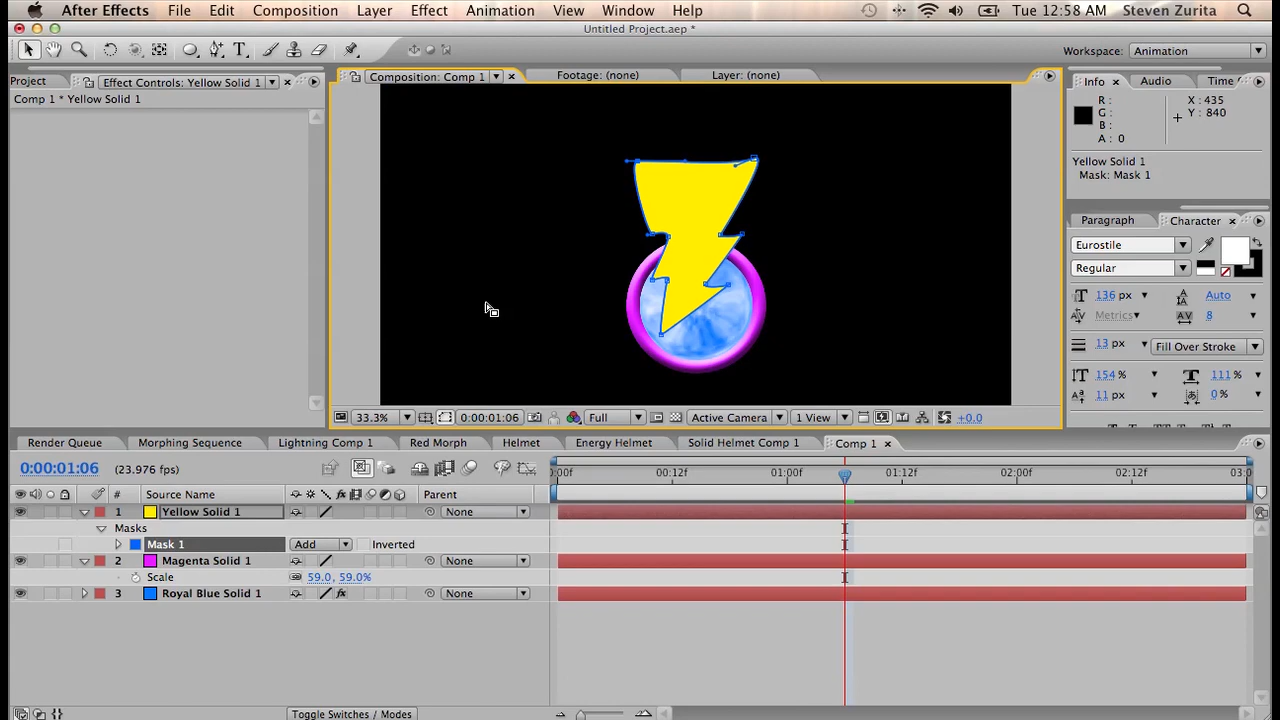 After Effects File Edit Composition Layer Effect Animation View Window Help Tue 12:58 AM Steven Zurita
Untitled Project.aep *
T Workspace: Animation
Project Effect Controls: Yellow Solid 1 Composition: Comp 1 Footage: (none) Layer: (none) Info Audio Time
Comp 1 * Yellow Solid 1
R : X : 435
G : Y : 840
B :
A : 0
Yellow Solid 1
Mask: Mask 1
Paragraph Character
Eurostile
Regular
136 px Auto
Metrics 8
13 px Fill Over Stroke
154 % 111 %
11 px 0 %
33.3% 0:00:01:06 Full Active Camera 1 View +0.0
Render Queue Morphing Sequence Lightning Comp 1 Red Morph Helmet Energy Helmet Solid Helmet Comp 1 Comp 1
0:00:01:06 (23.976 fps) :00f 00:12f 01:00f 01:12f 02:00f 02:12f 03:0
# Source Name Parent
1 Yellow Solid 1 None
Masks
Mask 1 Add Inverted
2 Magenta Solid 1 None
Scale 59.0, 59.0%
3 Royal Blue Solid 1 fx None
Toggle Switches / Modes